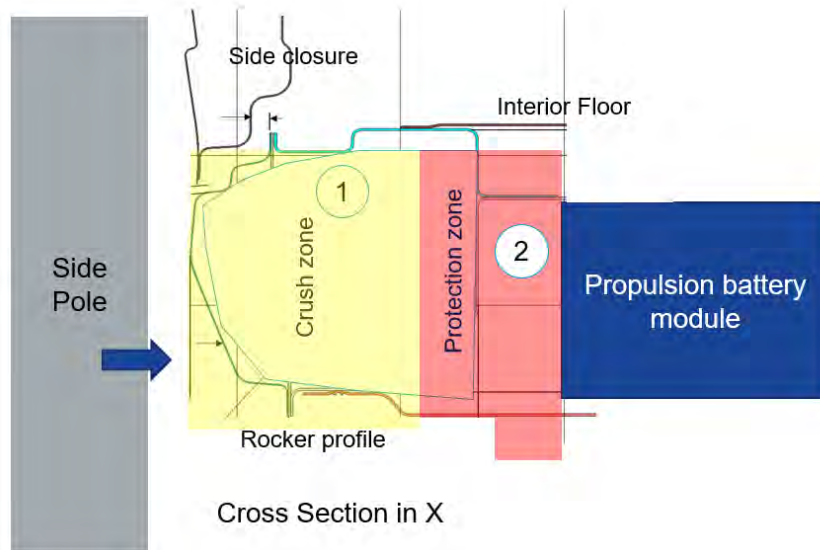 Side closure
Interior Floor
1
Crush zone
Protection zone
2
Side
Pole
Propulsion battery
module
Rocker profile
Cross Section in X